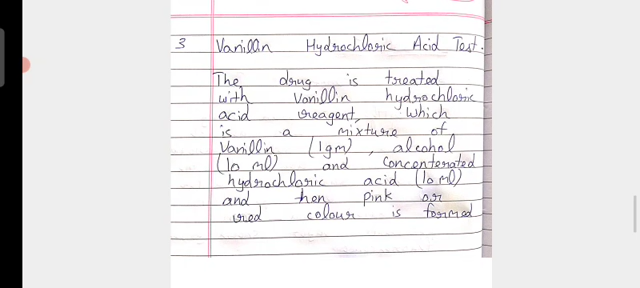 3 Vanillin Hydrochloric Acid Test.
The drug is treated
with Vanillin hydrochloric
acid reagent, which
is a mixture of
Vanillin (1gm), alcohol
(10 ml) and concenterated
hydrochloric acid (10 ml)
and then pink or
red colour is formed